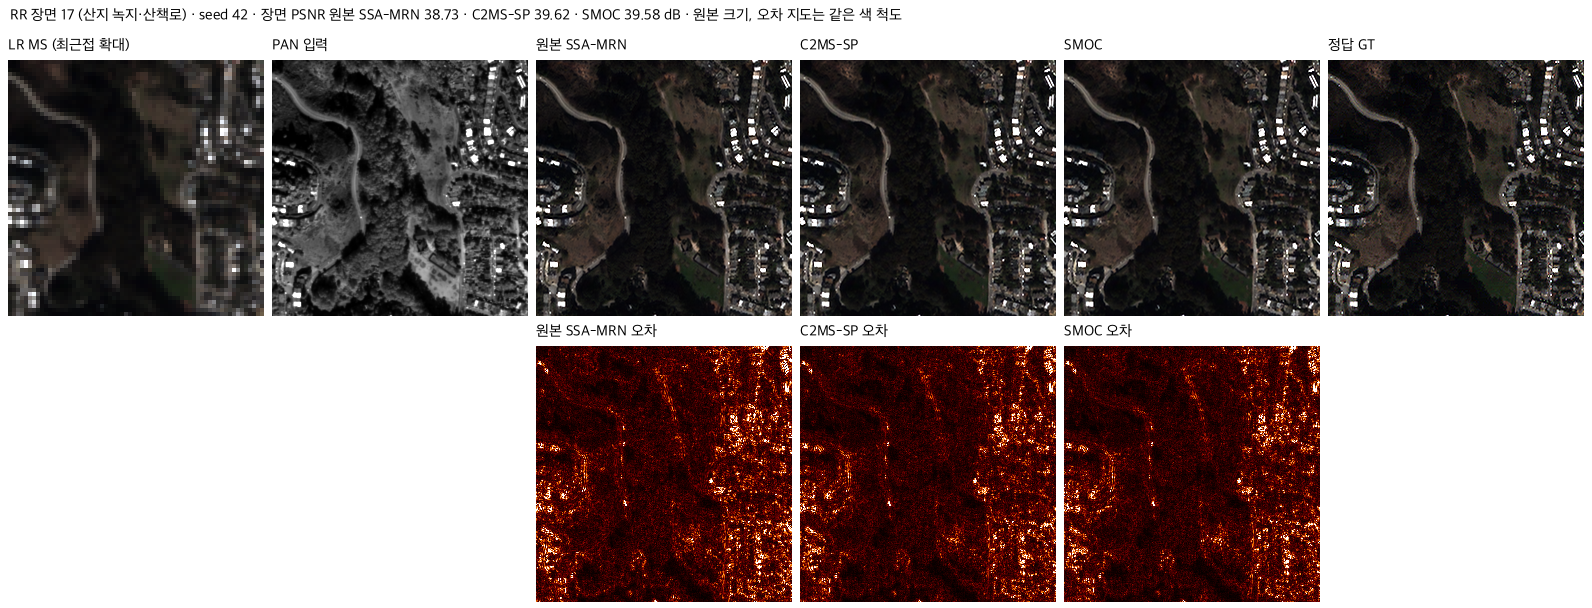 RR 장면 17 (산지 녹지·산책로) · seed 42 · 장면 PSNR 원본 SSA-MRN 38.73 · C2MS-SP 39.62 · SMOC 39.58 dB · 원본 크기, 오차 지도는 같은 색 척도
LR MS (최근접 확대)
PAN 입력
원본 SSA-MRN
C2MS-SP
SMOC
정답 GT
원본 SSA-MRN 오차
C2MS-SP 오차
SMOC 오차